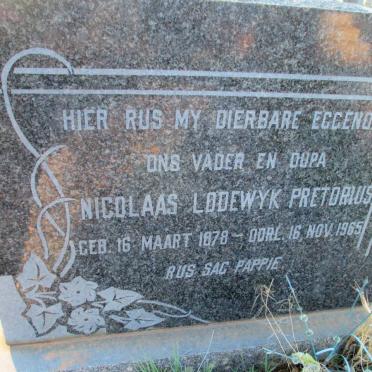 HIER RUS MY DIERBARE EGGENO
ONS VADER EN OUPA
NICOLAAS LODEWYK PRETORIUS
GEB. 16 MAART 1878 – OORL. 16 NOV. 1965
RUS SAG PAPPIE